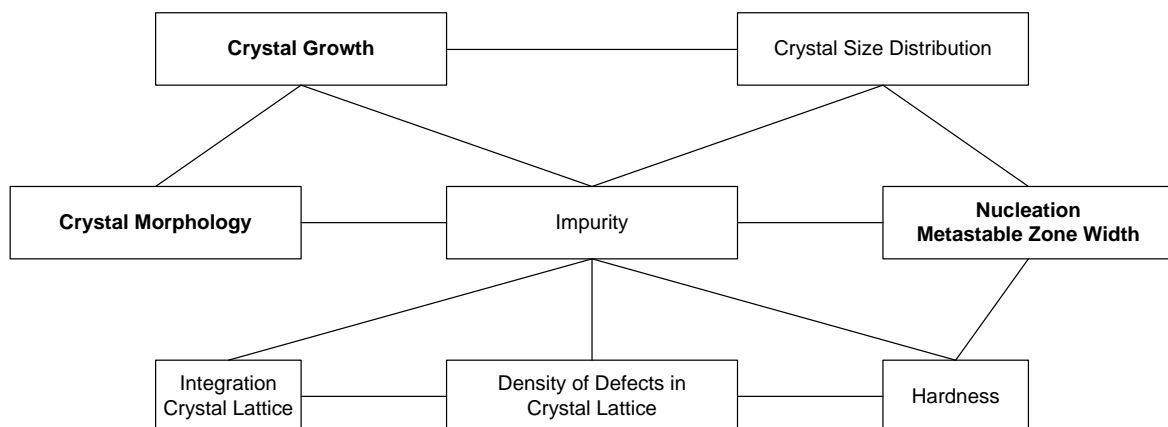 Crystal Growth
Crystal Size Distribution
Crystal Morphology
Impurity
Nucleation
Metastable Zone Width
Integration
Crystal Lattice
Density of Defects in
Crystal Lattice
Hardness